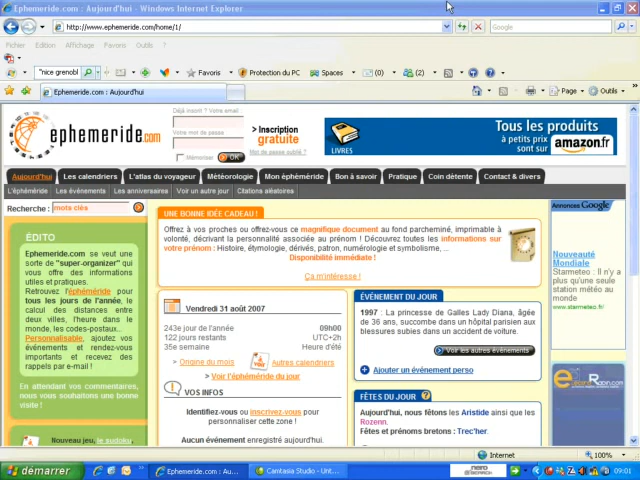 Ephemeride.com : Aujourd'hui - Windows Internet Explorer
http://www.ephemeride.com/home/1/
Google
Fichier Edition Affichage Favoris Outils ?
"nice grenobl
Favoris Protection du PC Spaces (0) (2)
Ephemeride.com : Aujourd'hui
Page Outils
ephemeride.com
Déjà inscrit ? Votre email :
Votre mot de passe
Mémoriser OK
> Inscription
gratuite
Mot de passe oublié ?
LIVRES
Tous les produits
à petits prix
sont sur amazon.fr
Aujourd'hui Les calendriers L'atlas du voyageur Météorologie Mon éphéméride Bon à savoir Pratique Coin détente Contact & divers
L'éphéméride Les événements Les anniversaires Voir un autre jour Citations aléatoires
Recherche : mots clés
ÉDITO
Ephemeride.com se veut une
sorte de "super-organizer" qui
vous offre des informations
utiles et pratiques.
Retrouvez l'éphéméride pour
tous les jours de l'année, le
calcul des distances entre
deux villes, l'heure dans le
monde, les codes-postaux...
Personnalisable, ajoutez vos
événements et rendez-vous
importants et recevez des
rappels par e-mail !
En attendant vos commentaires,
nous vous souhaitons une bonne
visite !
Nouveau jeu, le sudoku,
UNE BONNE IDÉE CADEAU !
Offrez à vos proches ou offrez-vous ce magnifique document au fond parcheminé, imprimable à
volonté, décrivant la personnalité associée au prénom ! Découvrez toutes les informations sur
votre prénom : Histoire, étymologie, dérivés, patron, numérologie et symbolisme, ...
Disponibilité immédiate !
Ça m'intéresse !
Vendredi 31 août 2007
243e jour de l'année 09h00
122 jours restants UTC+2h
35e semaine Heure d'été
> Origine du mois Autres calendriers
> Voir l'éphéméride du jour
VOS INFOS
Identifiez-vous ou inscrivez-vous pour
personnaliser cette zone !
Aucun événement enregistré aujourd'hui.
ÉVÉNEMENT DU JOUR
1997 : La princesse de Galles Lady Diana, âgée
de 36 ans, succombe dans un hôpital parisien aux
blessures subies dans un accident de voiture.
Voir les autres événements
Ajouter un événement perso
FÊTES DU JOUR
Aujourd'hui, nous fêtons les Aristide ainsi que les
Rozenn.
Fêtes et prénoms bretons : Trec'her.
Annonces Google
Nouveauté
Mondiale
Starmeteo : Il n'y a
plus qu'une seule
station météo au
monde
www.starmeteo.fr/
Internet 100%
démarrer
Ephemeride.com : Au...
Camtasia Studio - Unt...
nero
SEARCH
09:01